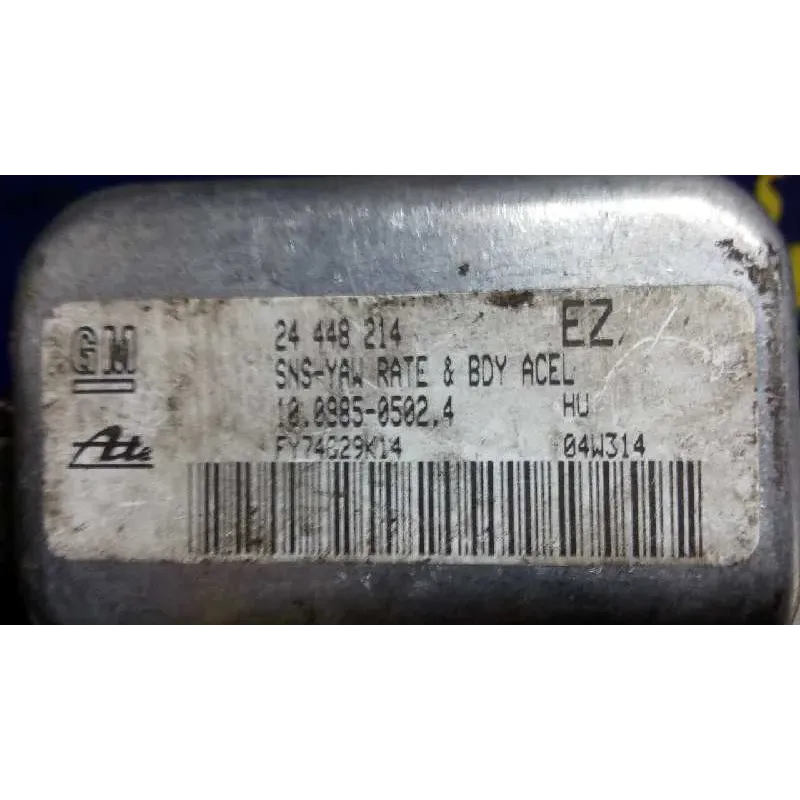 GM 24 448 214 EZ
SNS-YAW RATE & BDY ACEL
10.0985-0502.4 HU
Ate FY74G29K14 04W314
S